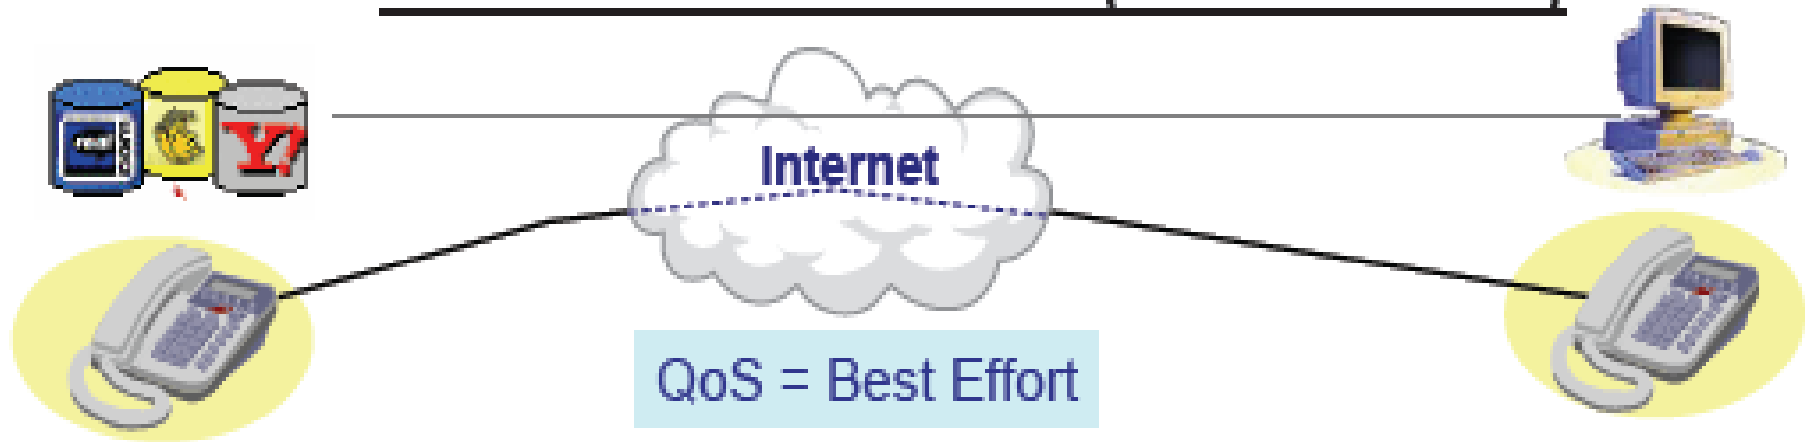 Y!
Internet
QoS = Best Effort